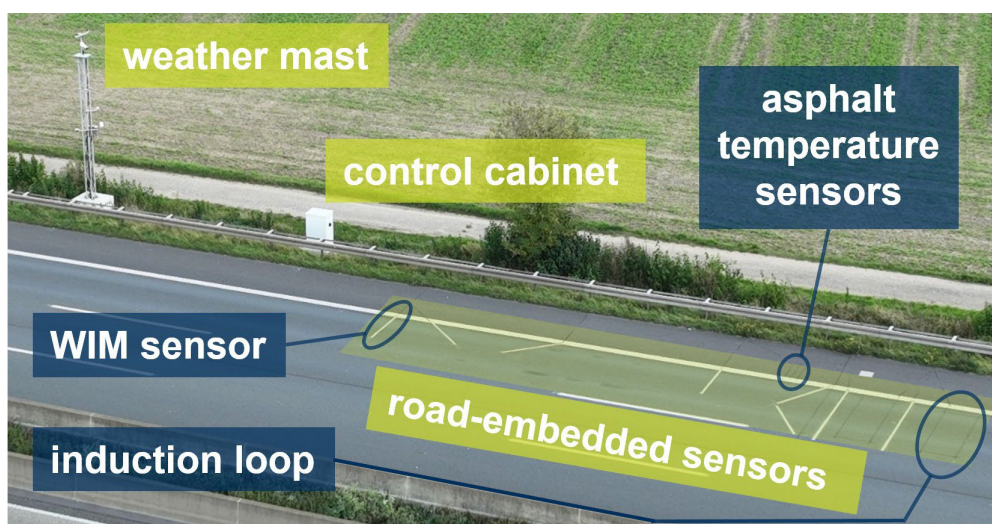 weather mast
asphalt
temperature
sensors
control cabinet
WIM sensor
road-embedded sensors
induction loop